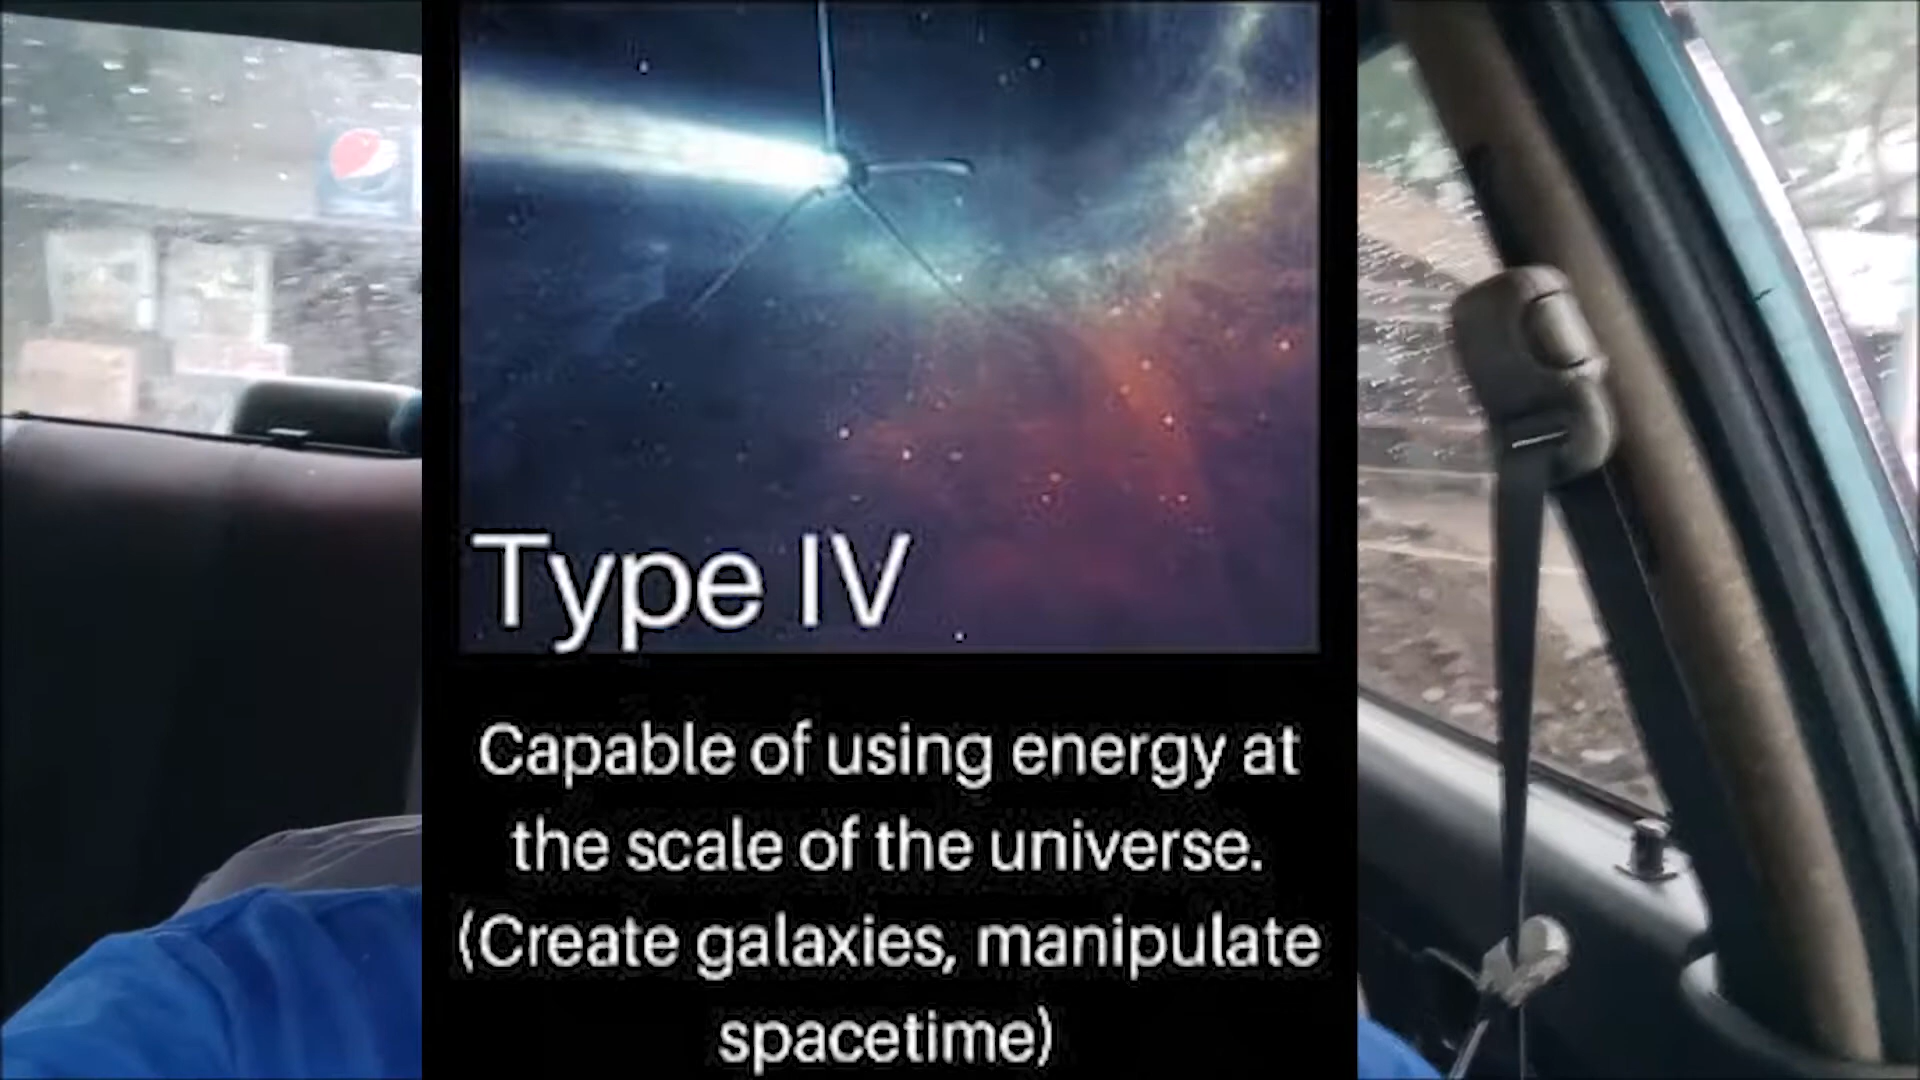 Type IV
Capable of using energy at
the scale of the universe.
(Create galaxies, manipulate
spacetime)